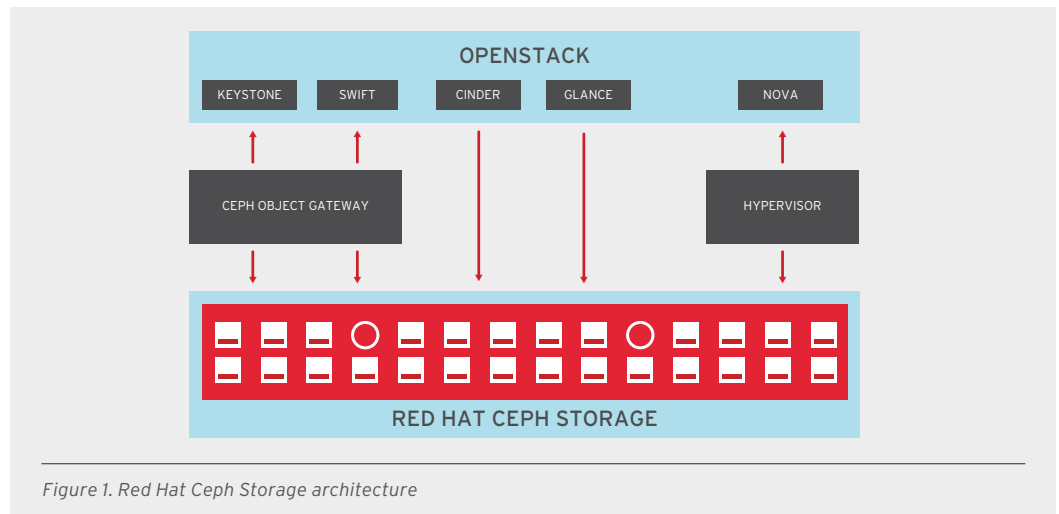 OPENSTACK
KEYSTONE SWIFT CINDER GLANCE NOVA
CEPH OBJECT GATEWAY HYPERVISOR
RED HAT CEPH STORAGE
Figure 1. Red Hat Ceph Storage architecture